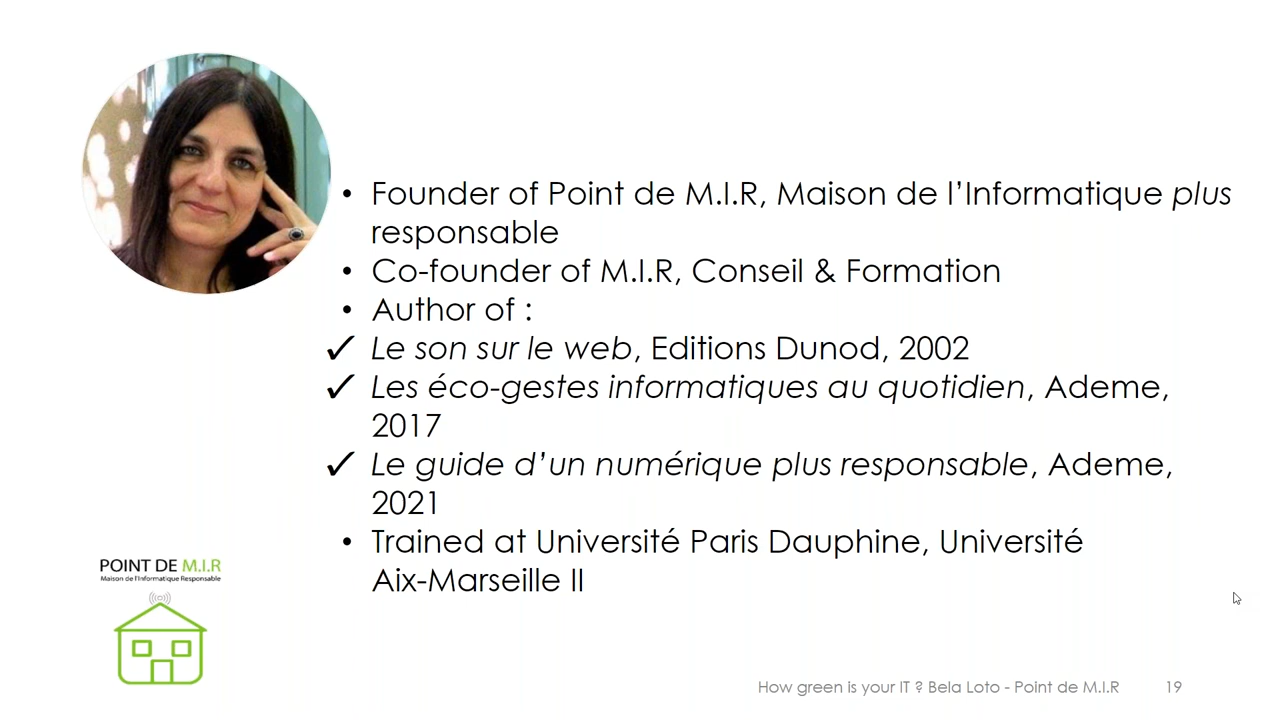 • Founder of Point de M.I.R, Maison de l’Informatique plus
responsable
• Co-founder of M.I.R, Conseil & Formation
• Author of :
✓ Le son sur le web, Editions Dunod, 2002
✓ Les éco-gestes informatiques au quotidien, Ademe,
2017
✓ Le guide d’un numérique plus responsable, Ademe,
2021
• Trained at Université Paris Dauphine, Université
Aix-Marseille II
POINT DE M.I.R
Maison de l'Informatique Responsable
How green is your IT ? Bela Loto - Point de M.I.R 19